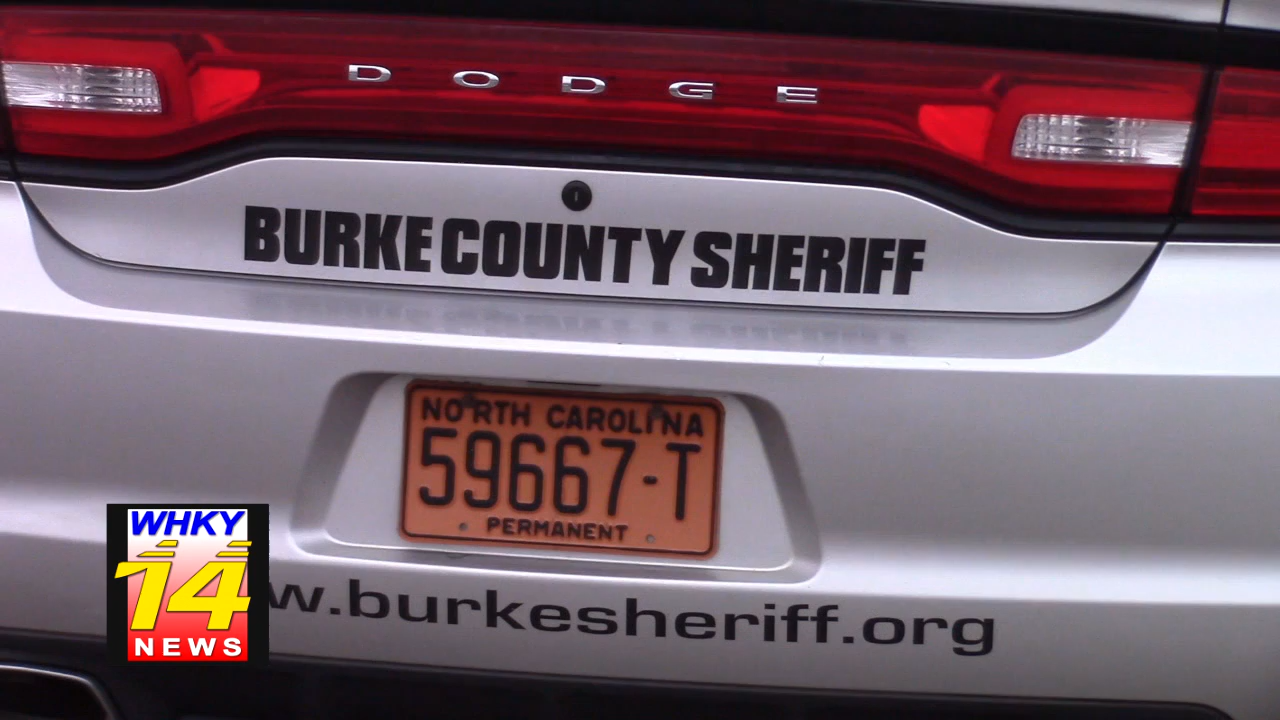 DODGE
BURKE COUNTY SHERIFF
NORTH CAROLINA
59667-T
PERMANENT
w.burkesheriff.org
WHKY
14
NEWS